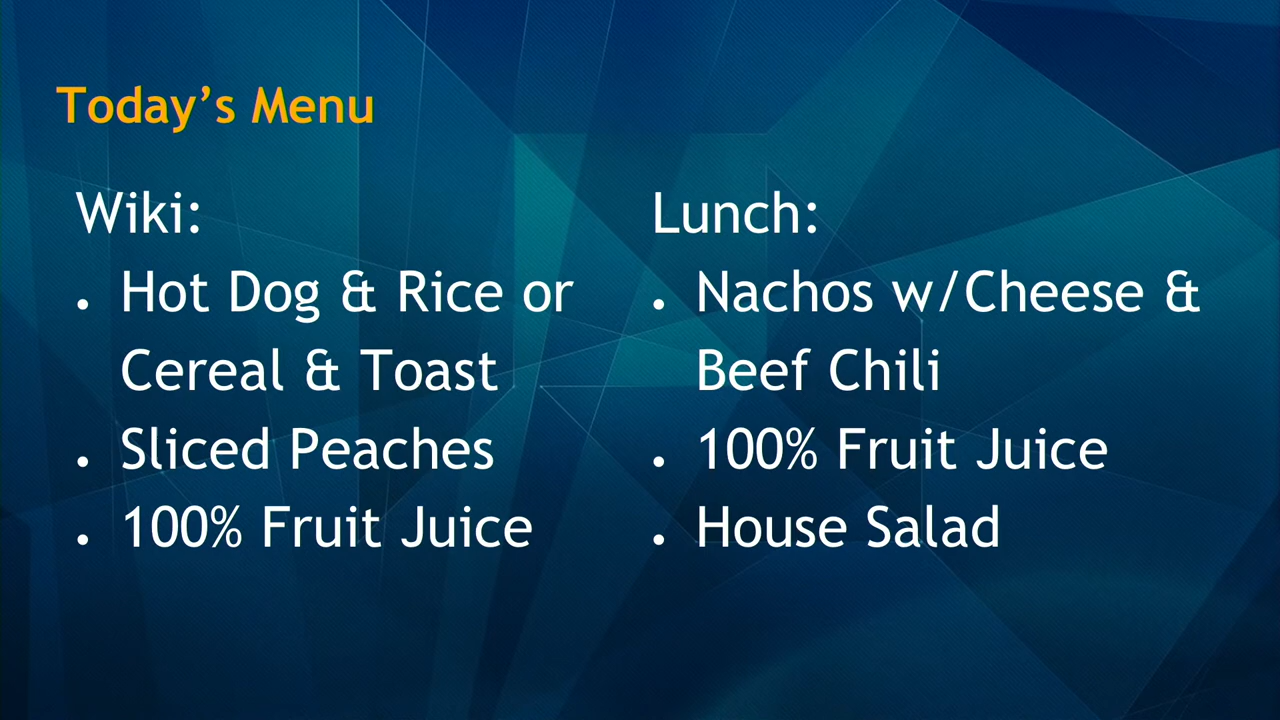 Today’s Menu
Wiki:
• Hot Dog & Rice or
Cereal & Toast
• Sliced Peaches
• 100% Fruit Juice
Lunch:
• Nachos w/Cheese &
Beef Chili
• 100% Fruit Juice
• House Salad